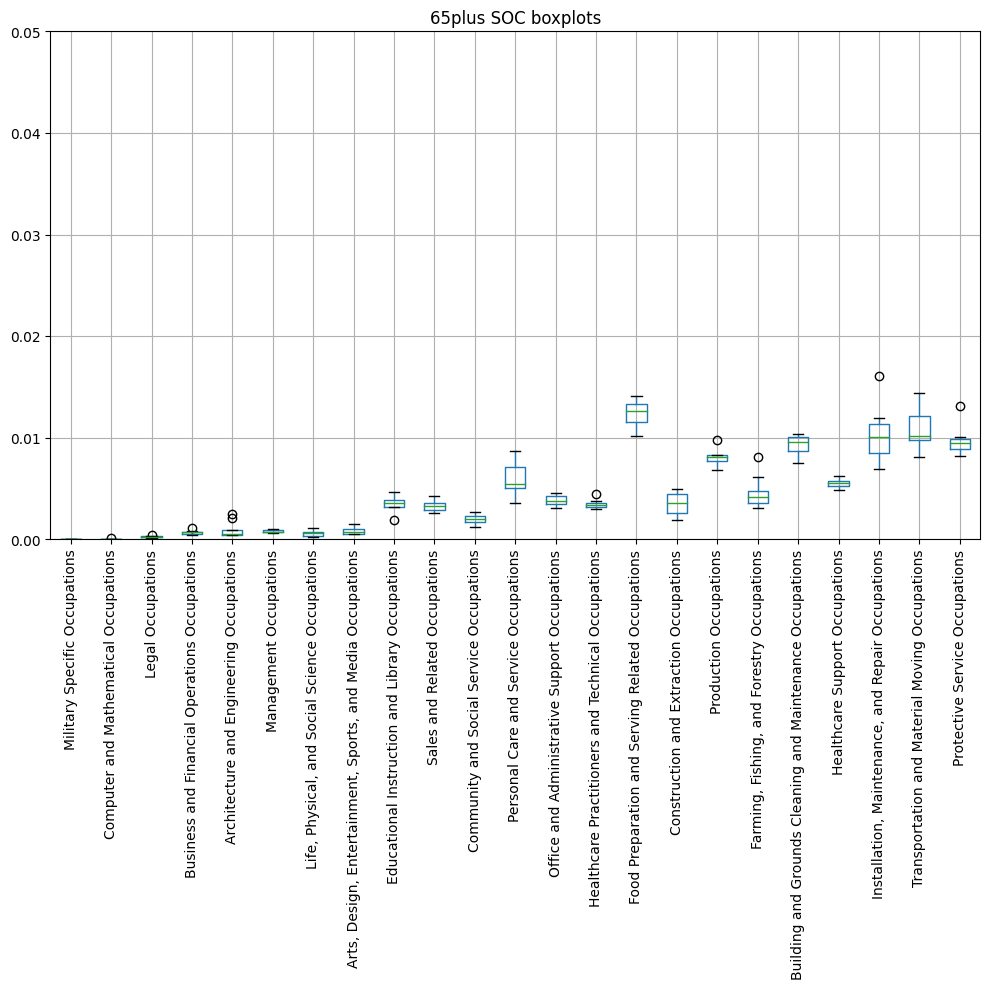 65plus SOC boxplots
0.05
0.04
0.03
0.02
0.01
0.00
Military Specific Occupations
Computer and Mathematical Occupations
Legal Occupations
Business and Financial Operations Occupations
Architecture and Engineering Occupations
Management Occupations
Life, Physical, and Social Science Occupations
Arts, Design, Entertainment, Sports, and Media Occupations
Educational Instruction and Library Occupations
Sales and Related Occupations
Community and Social Service Occupations
Personal Care and Service Occupations
Office and Administrative Support Occupations
Healthcare Practitioners and Technical Occupations
Food Preparation and Serving Related Occupations
Construction and Extraction Occupations
Production Occupations
Farming, Fishing, and Forestry Occupations
Building and Grounds Cleaning and Maintenance Occupations
Healthcare Support Occupations
Installation, Maintenance, and Repair Occupations
Transportation and Material Moving Occupations
Protective Service Occupations